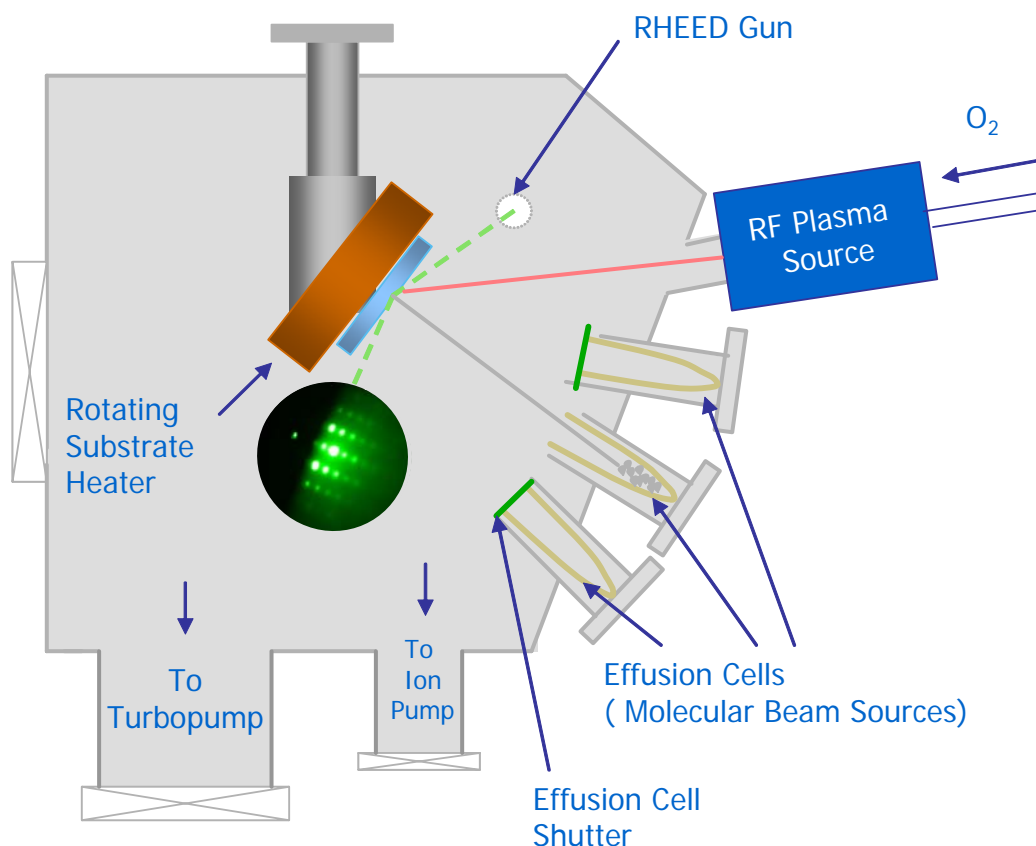 RHEED Gun
O₂
RF Plasma
Source
Rotating
Substrate
Heater
To
Turbopump
To
Ion
Pump
Effusion Cells
( Molecular Beam Sources)
Effusion Cell
Shutter